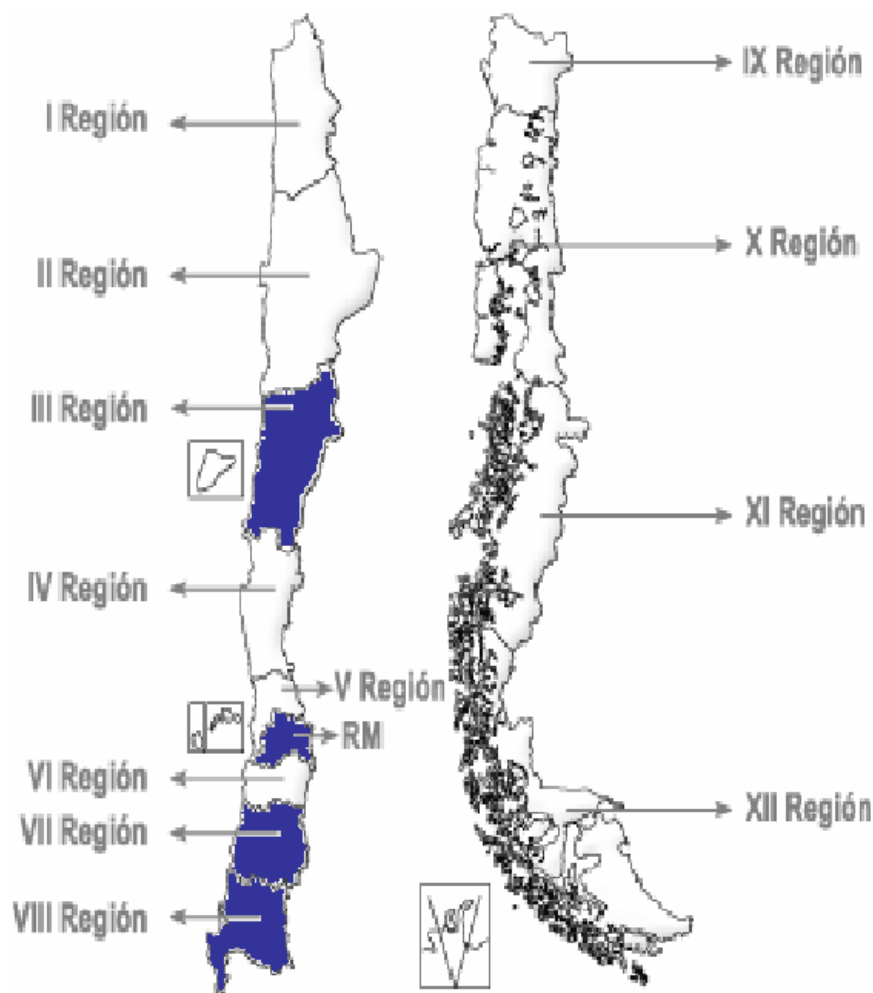 I Región
II Región
III Región
IV Región
V Región
RM
VI Región
VII Región
VIII Región
IX Región
X Región
XI Región
XII Región